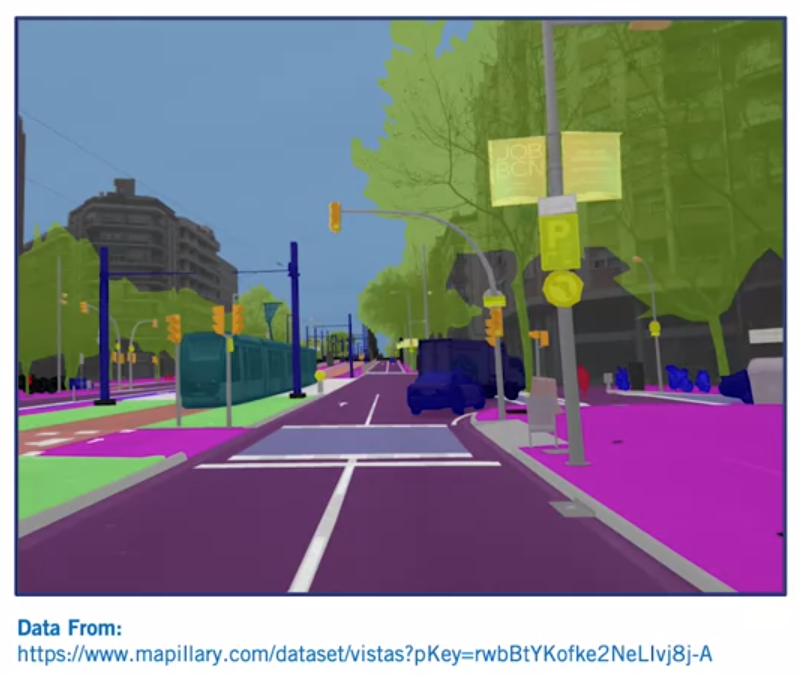 JOB
BCN
P
Data From:
https://www.mapillary.com/dataset/vistas?pKey=rwbBtYKofke2NeLIvj8j-A